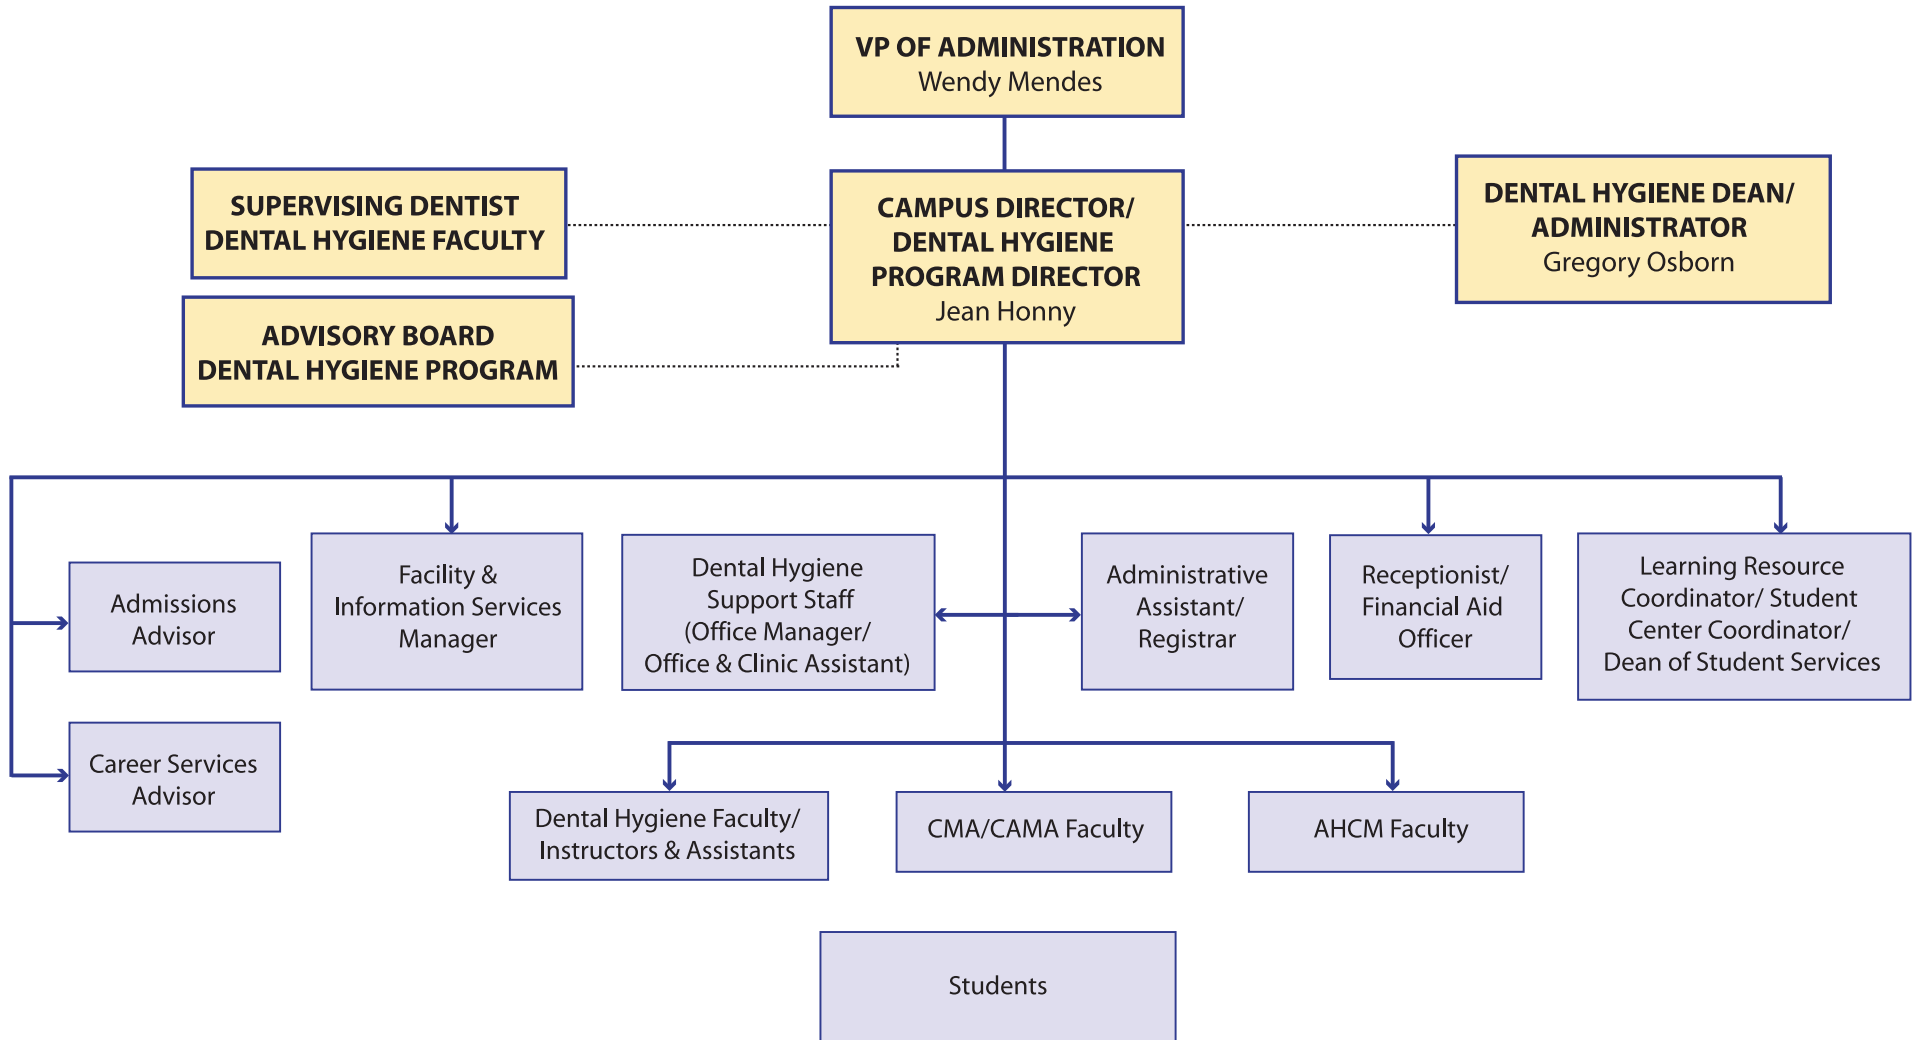 VP OF ADMINISTRATION
Wendy Mendes
SUPERVISING DENTIST
DENTAL HYGIENE FACULTY
CAMPUS DIRECTOR/
DENTAL HYGIENE
PROGRAM DIRECTOR
Jean Honny
DENTAL HYGIENE DEAN/
ADMINISTRATOR
Gregory Osborn
ADVISORY BOARD
DENTAL HYGIENE PROGRAM
Admissions
Advisor
Facility &
Information Services
Manager
Dental Hygiene
Support Staff
(Office Manager/
Office & Clinic Assistant)
Administrative
Assistant/
Registrar
Receptionist/
Financial Aid
Officer
Learning Resource
Coordinator/ Student
Center Coordinator/
Dean of Student Services
Career Services
Advisor
Dental Hygiene Faculty/
Instructors & Assistants
CMA/CAMA Faculty
AHCM Faculty
Students